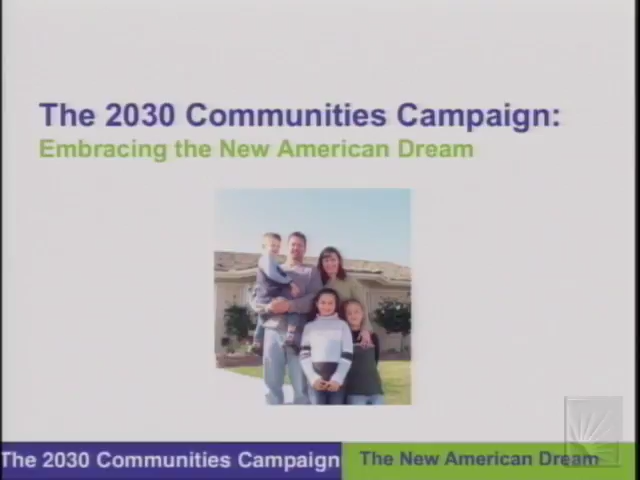 The 2030 Communities Campaign:
Embracing the New American Dream
The 2030 Communities Campaign
The New American Dream